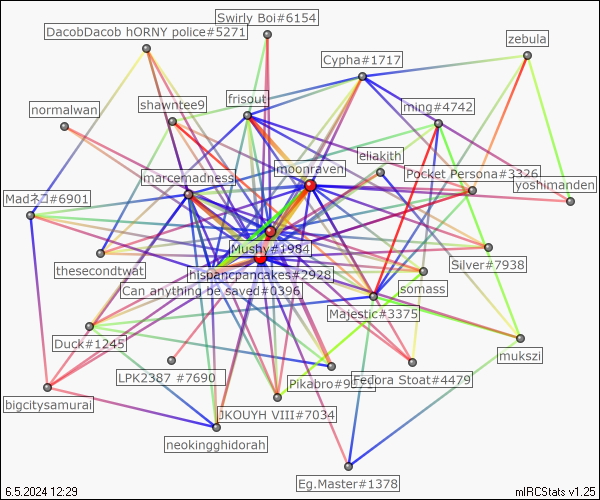 Swirly Boi#6154
DacobDacob hORNY police#5271
zebula
Cypha#1717
frisout
shawntee9
ming#4742
normalwan
eliakith
moonraven
Pocket Persona#3326
marcemadness
yoshimanden
Madネコ#6901
Mushy#1984
thesecondtwat
Silver#7938
hispancpancakes#2928
Can anything be saved#0396
somass
Majestic#3375
Duck#1245
mukszi
LPK2387 #7690
Pikabro#9
Fedora Stoat#4479
bigcitysamurai
JKOUYH VIII#7034
neokingghidorah
Eg.Master#1378
6.5.2024 12:29
mIRCStats v1.25